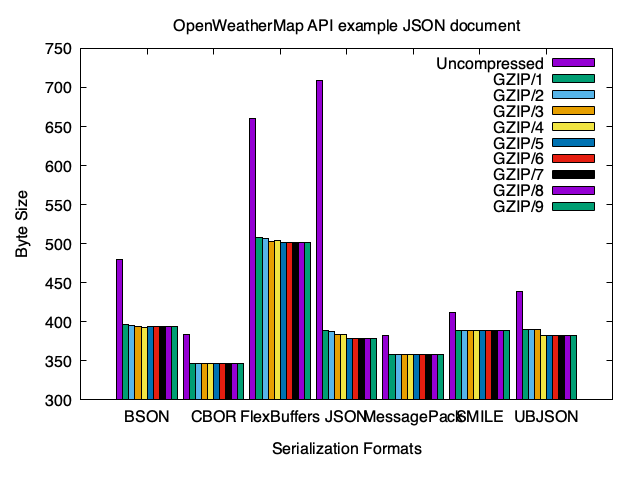 OpenWeatherMap API example JSON document
750
700
650
600
550
500
450
400
350
300
Byte Size
Uncompressed
GZIP/1
GZIP/2
GZIP/3
GZIP/4
GZIP/5
GZIP/6
GZIP/7
GZIP/8
GZIP/9
BSON CBOR FlexBuffers JSON MessagePack SMILE UBJSON
Serialization Formats